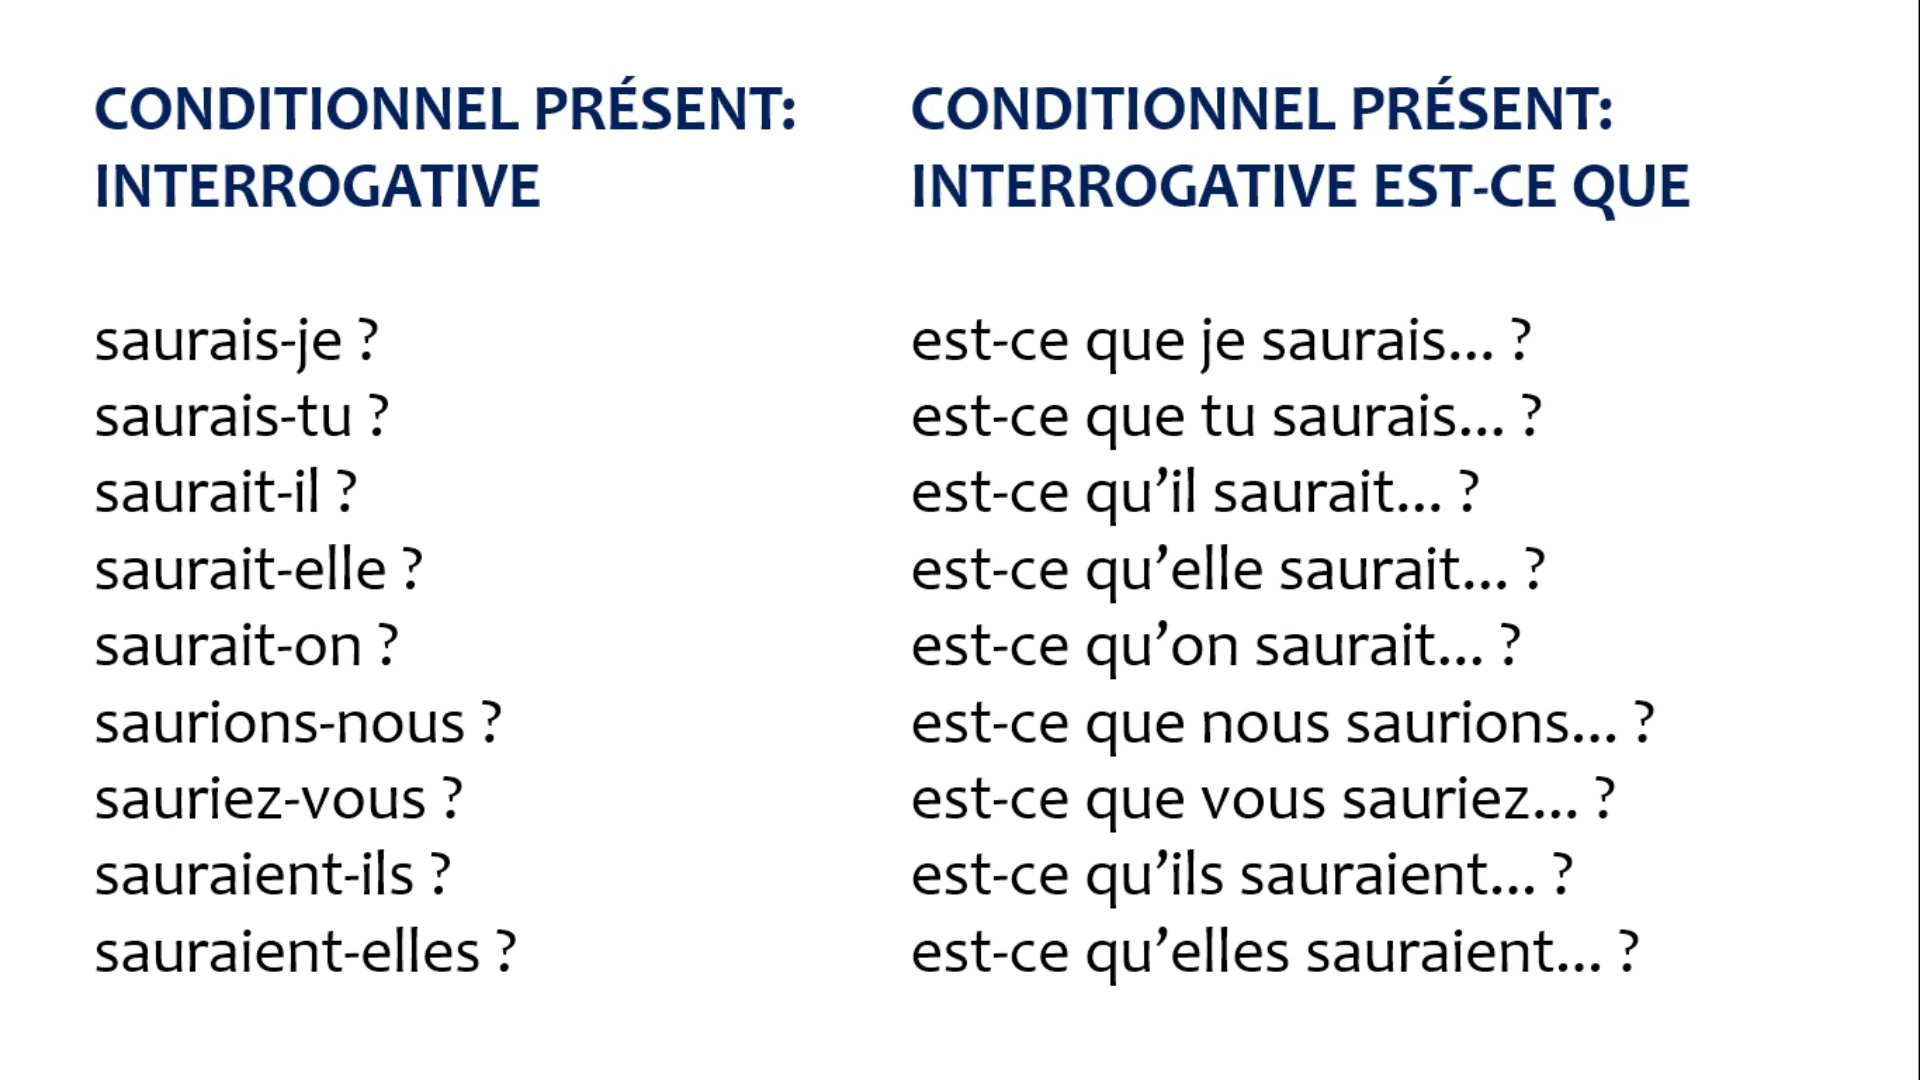 CONDITIONNEL PRÉSENT:
INTERROGATIVE
saurais-je ?
saurais-tu ?
saurait-il ?
saurait-elle ?
saurait-on ?
saurions-nous ?
sauriez-vous ?
sauraient-ils ?
sauraient-elles ?
CONDITIONNEL PRÉSENT:
INTERROGATIVE EST-CE QUE
est-ce que je saurais... ?
est-ce que tu saurais... ?
est-ce qu’il saurait... ?
est-ce qu’elle saurait... ?
est-ce qu’on saurait... ?
est-ce que nous saurions... ?
est-ce que vous sauriez... ?
est-ce qu’ils sauraient... ?
est-ce qu’elles sauraient... ?